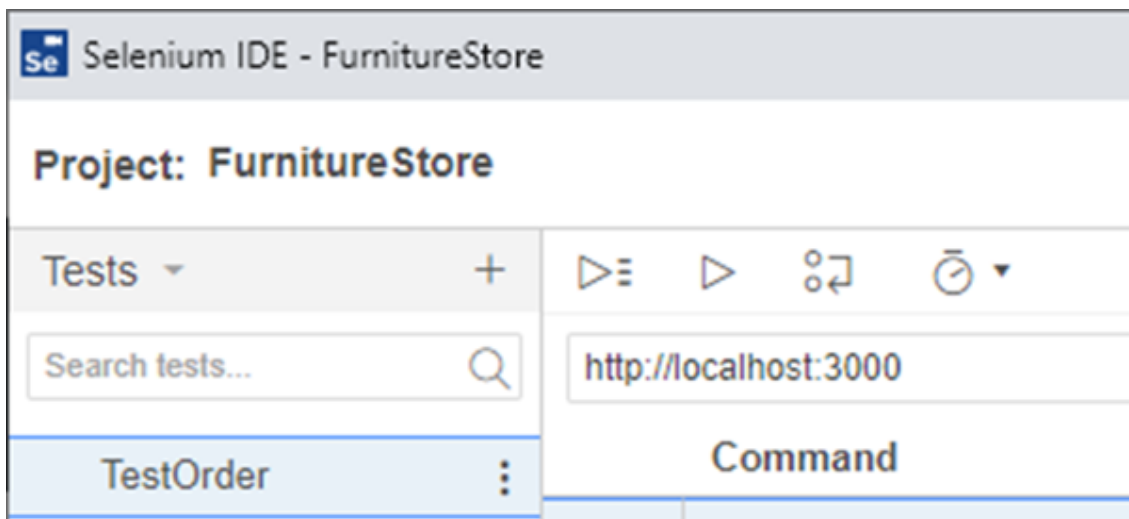 Se Selenium IDE - FurnitureStore
Project: FurnitureStore
Tests
Search tests...
http://localhost:3000
Command
TestOrder